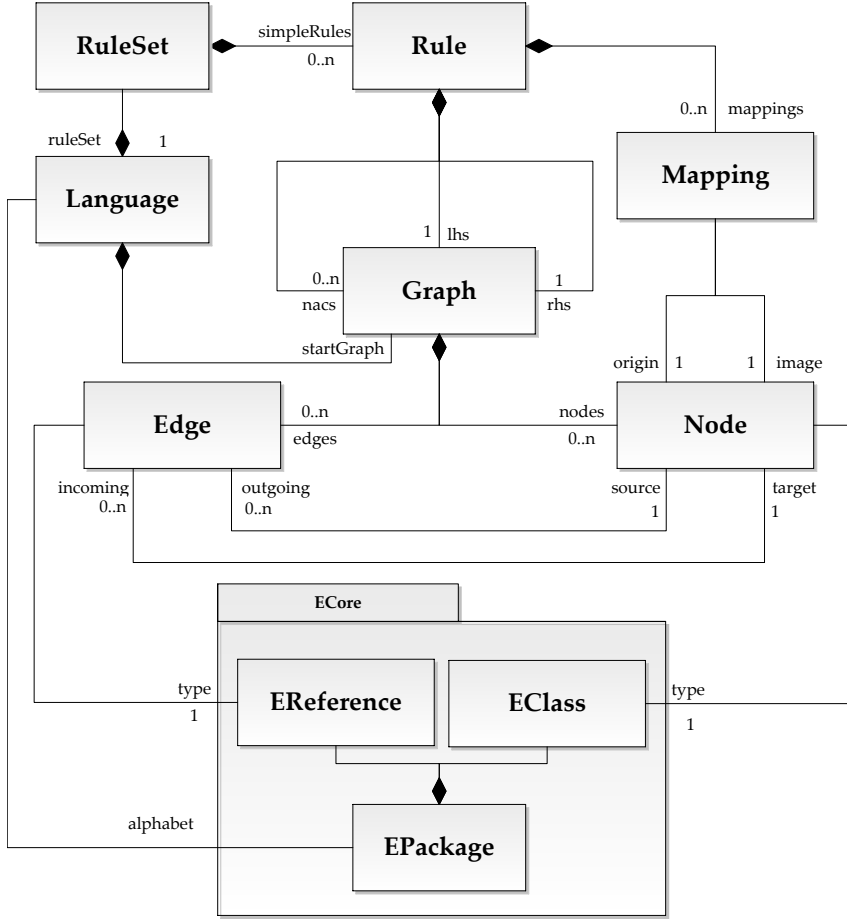 RuleSet
simpleRules
0..n
Rule
0..n
mappings
ruleSet
1
Language
Mapping
1
lhs
0..n
nacs
Graph
1
rhs
startGraph
origin
1
1
image
Edge
0..n
edges
nodes
0..n
Node
incoming
0..n
outgoing
0..n
source
1
target
1
ECore
type
1
EReference
EClass
type
1
alphabet
EPackage